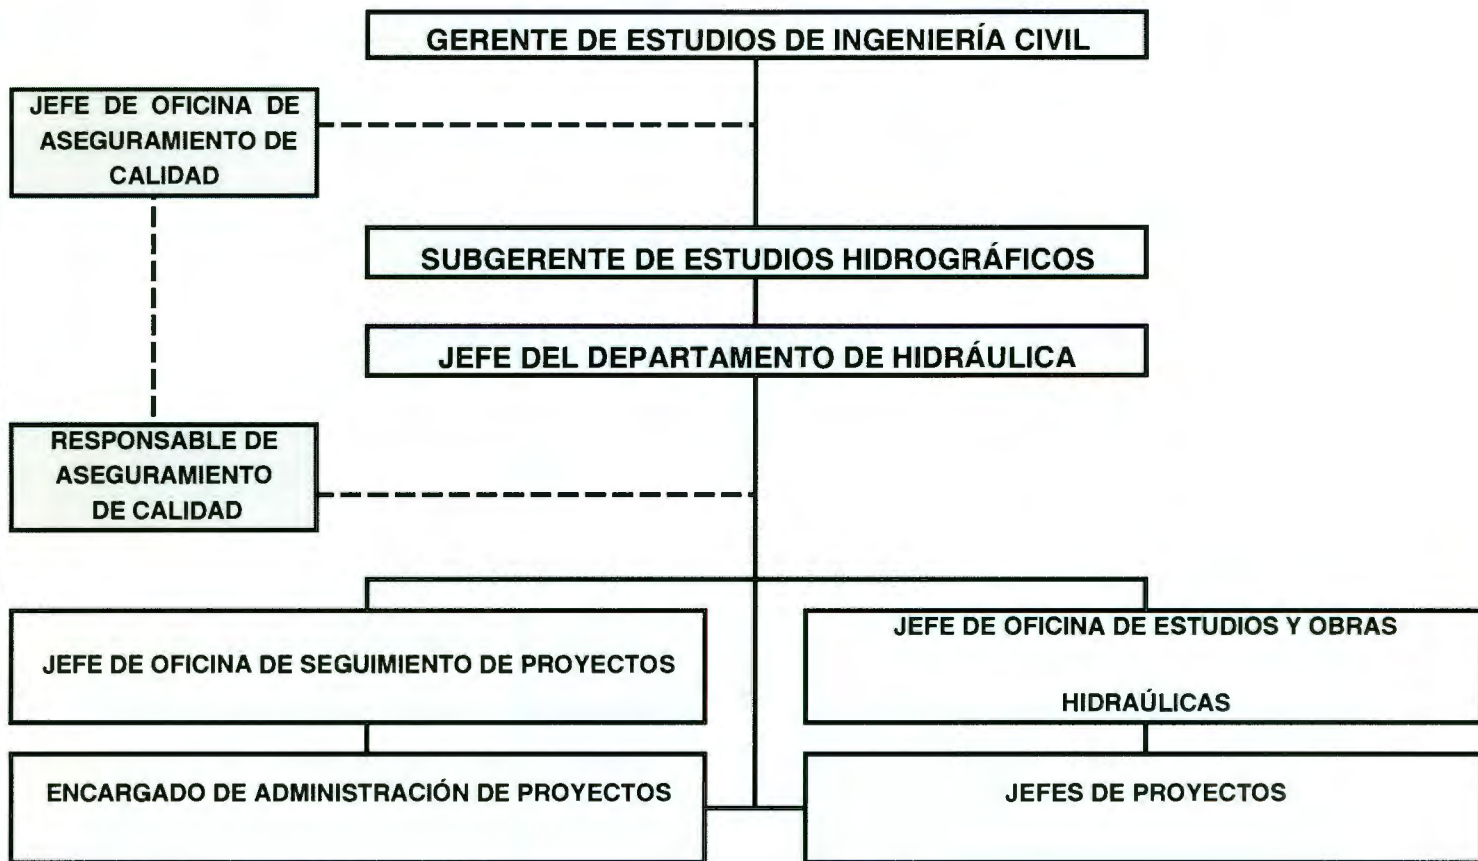 GERENTE DE ESTUDIOS DE INGENIERÍA CIVIL
JEFE DE OFICINA DE
ASEGURAMIENTO DE
CALIDAD
SUBGERENTE DE ESTUDIOS HIDROGRÁFICOS
JEFE DEL DEPARTAMENTO DE HIDRÁULICA
RESPONSABLE DE
ASEGURAMIENTO
DE CALIDAD
JEFE DE OFICINA DE SEGUIMIENTO DE PROYECTOS
JEFE DE OFICINA DE ESTUDIOS Y OBRAS
HIDRAÚLICAS
ENCARGADO DE ADMINISTRACIÓN DE PROYECTOS
JEFES DE PROYECTOS